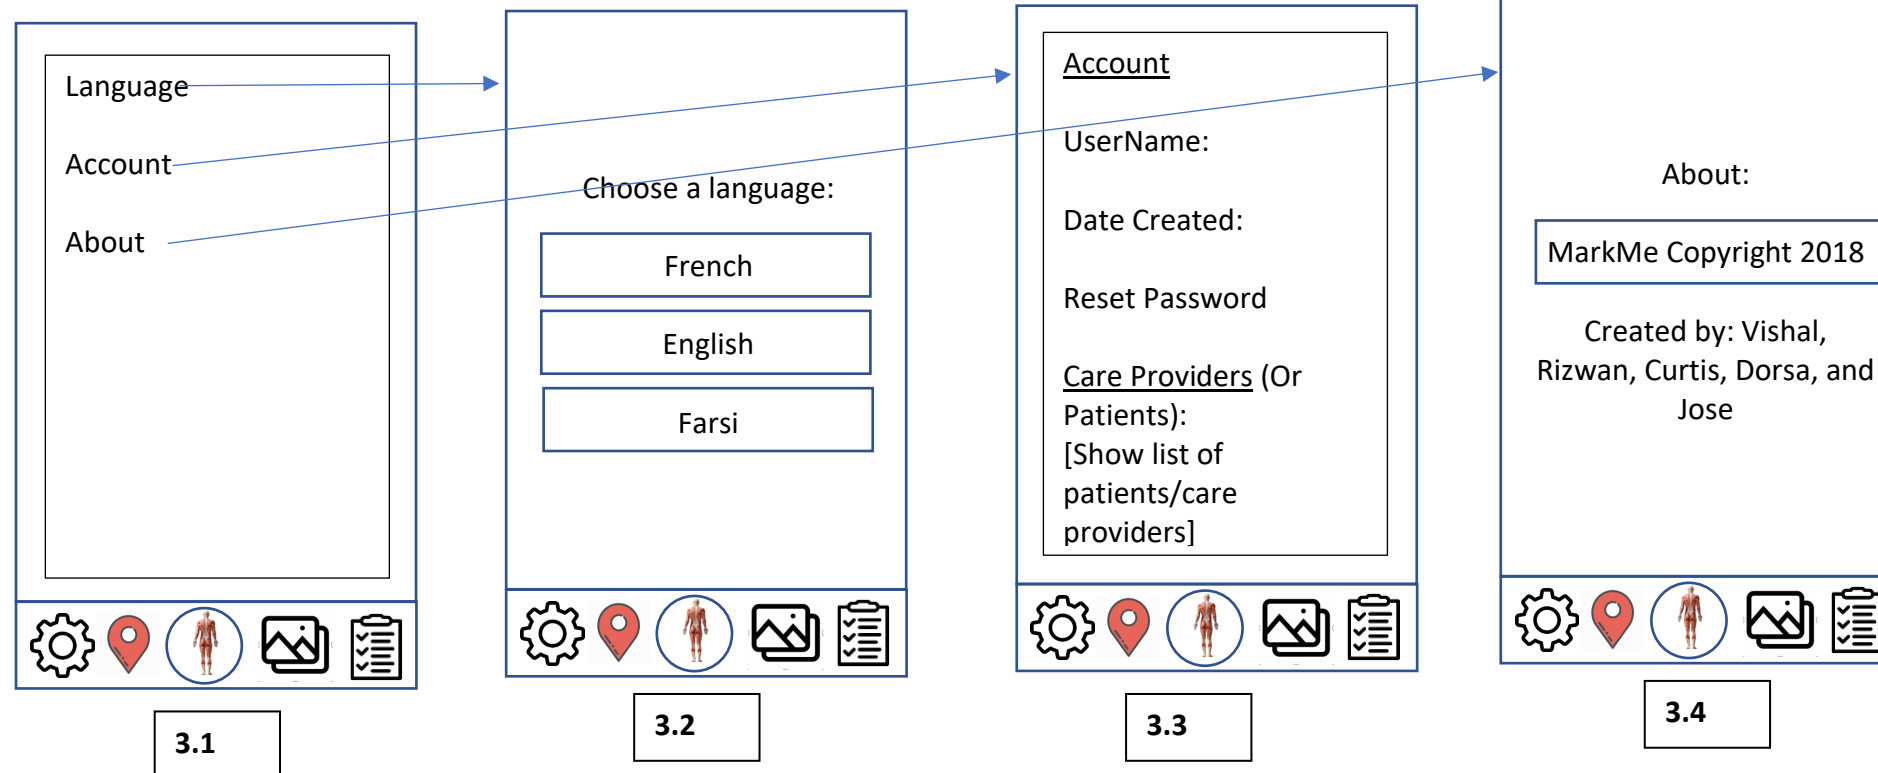 Language
Account
About
3.1
Choose a language:
French
English
Farsi
3.2
Account
UserName:
Date Created:
Reset Password
Care Providers (Or
Patients):
[Show list of
patients/care
providers]
3.3
About:
MarkMe Copyright 2018
Created by: Vishal,
Rizwan, Curtis, Dorsa, and
Jose
3.4